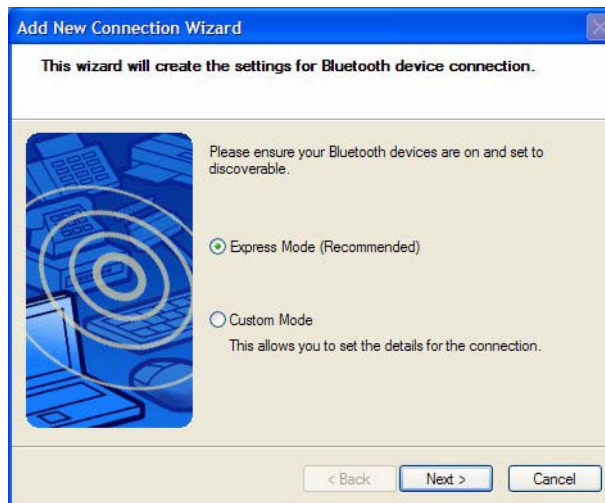 Add New Connection Wizard
This wizard will create the settings for Bluetooth device connection.
Please ensure your Bluetooth devices are on and set to
discoverable.
Express Mode (Recommended)
Custom Mode
This allows you to set the details for the connection.
< Back Next > Cancel